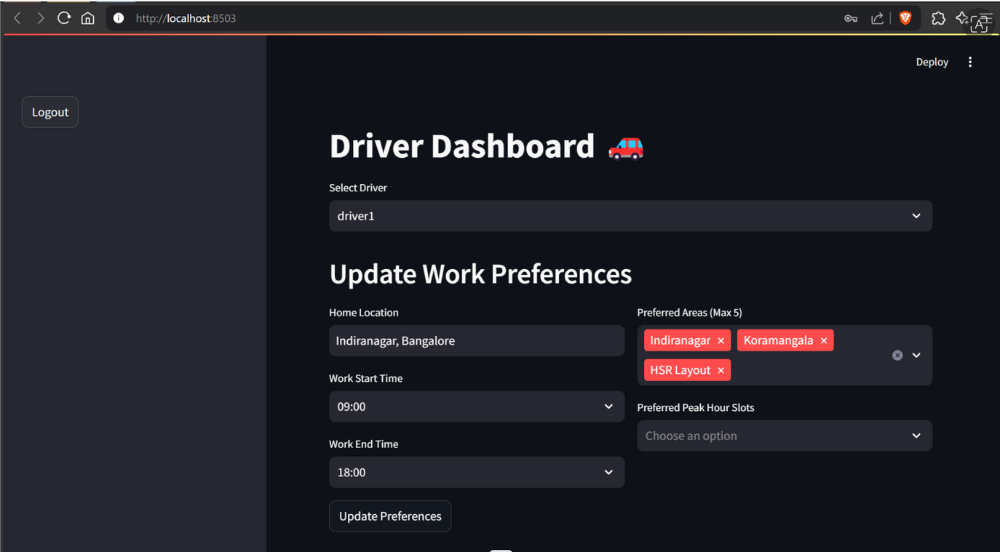 http://localhost:8503
Deploy
Logout
Driver Dashboard 🚗
Select Driver
driver1
Update Work Preferences
Home Location
Indiranagar, Bangalore
Work Start Time
09:00
Work End Time
18:00
Preferred Areas (Max 5)
Indiranagar × Koramangala ×
HSR Layout ×
Preferred Peak Hour Slots
Choose an option
Update Preferences